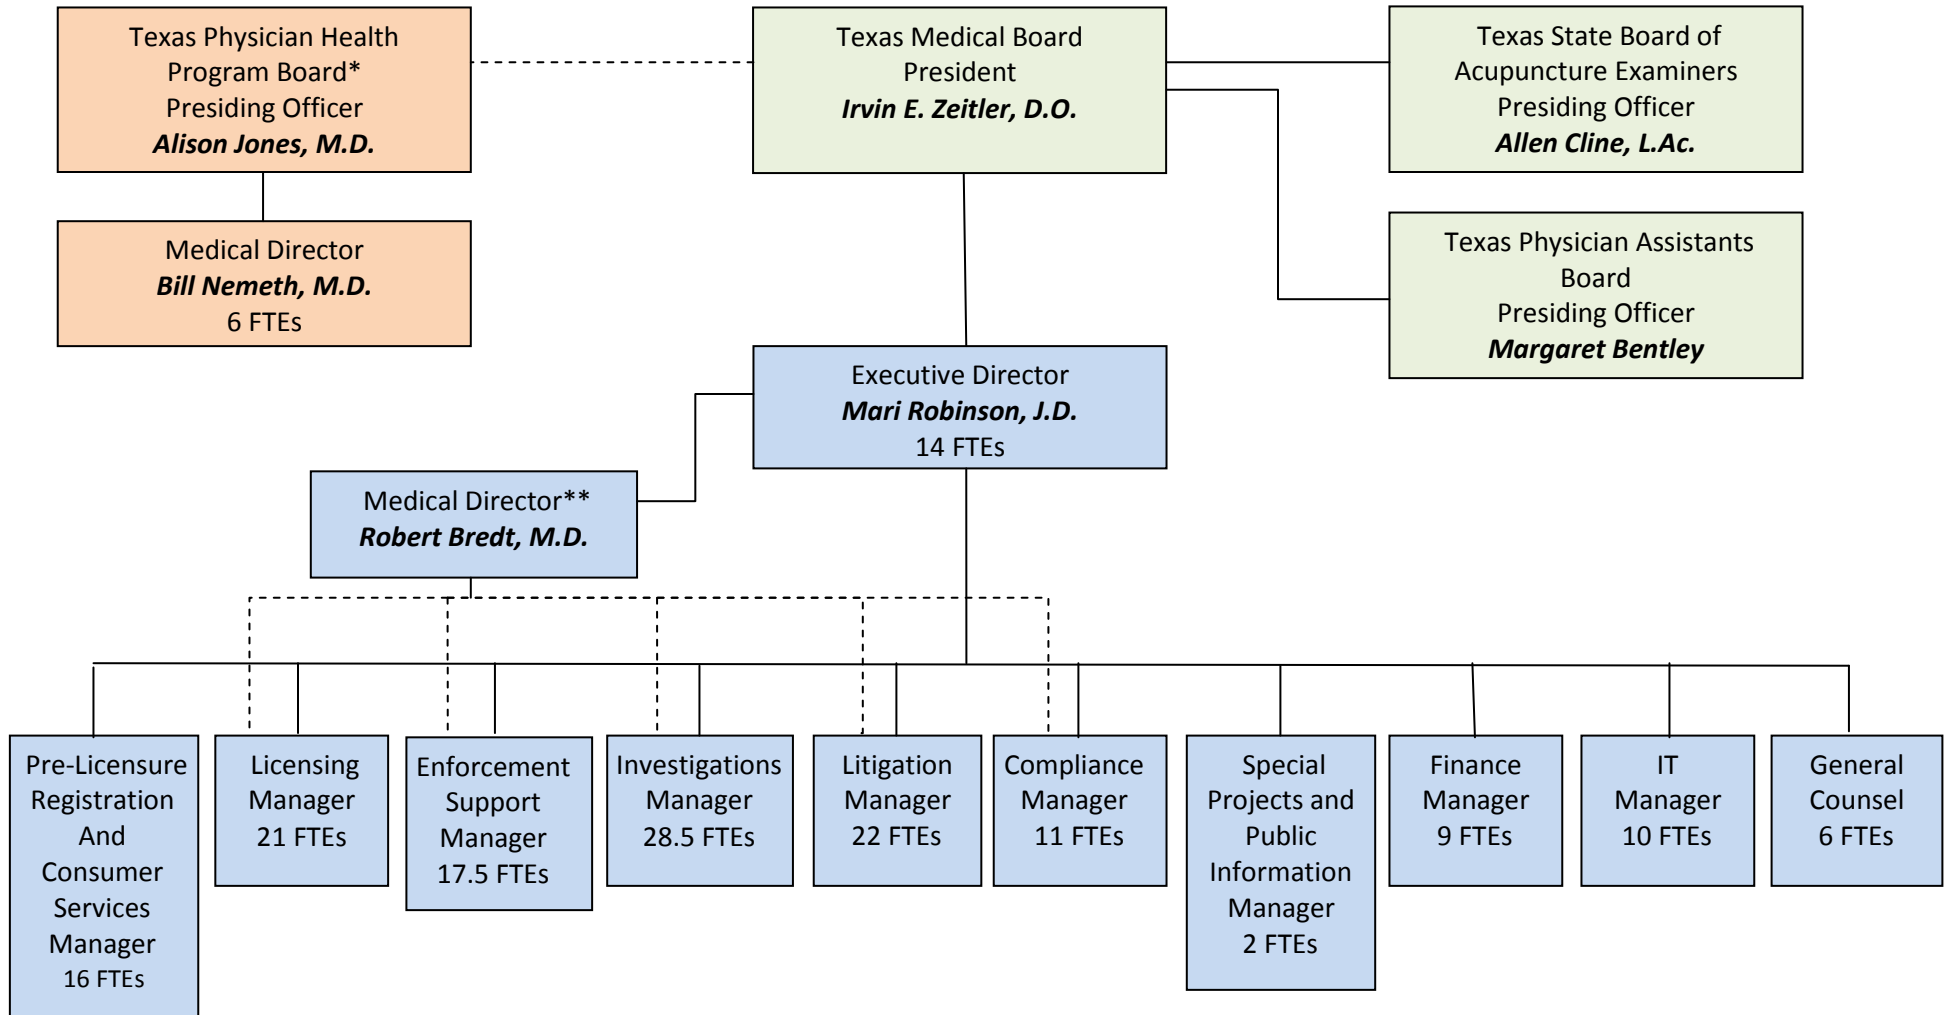 Texas Physician Health
Program Board*
Presiding Officer
Alison Jones, M.D.
Texas Medical Board
President
Irvin E. Zeitler, D.O.
Texas State Board of
Acupuncture Examiners
Presiding Officer
Allen Cline, L.Ac.
Medical Director
Bill Nemeth, M.D.
6 FTEs
Texas Physician Assistants
Board
Presiding Officer
Margaret Bentley
Executive Director
Mari Robinson, J.D.
14 FTEs
Medical Director**
Robert Bredt, M.D.
Pre-Licensure
Registration
And
Consumer
Services
Manager
16 FTEs
Licensing
Manager
21 FTEs
Enforcement
Support
Manager
17.5 FTEs
Investigations
Manager
28.5 FTEs
Litigation
Manager
22 FTEs
Compliance
Manager
11 FTEs
Special
Projects and
Public
Information
Manager
2 FTEs
Finance
Manager
9 FTEs
IT
Manager
10 FTEs
General
Counsel
6 FTEs